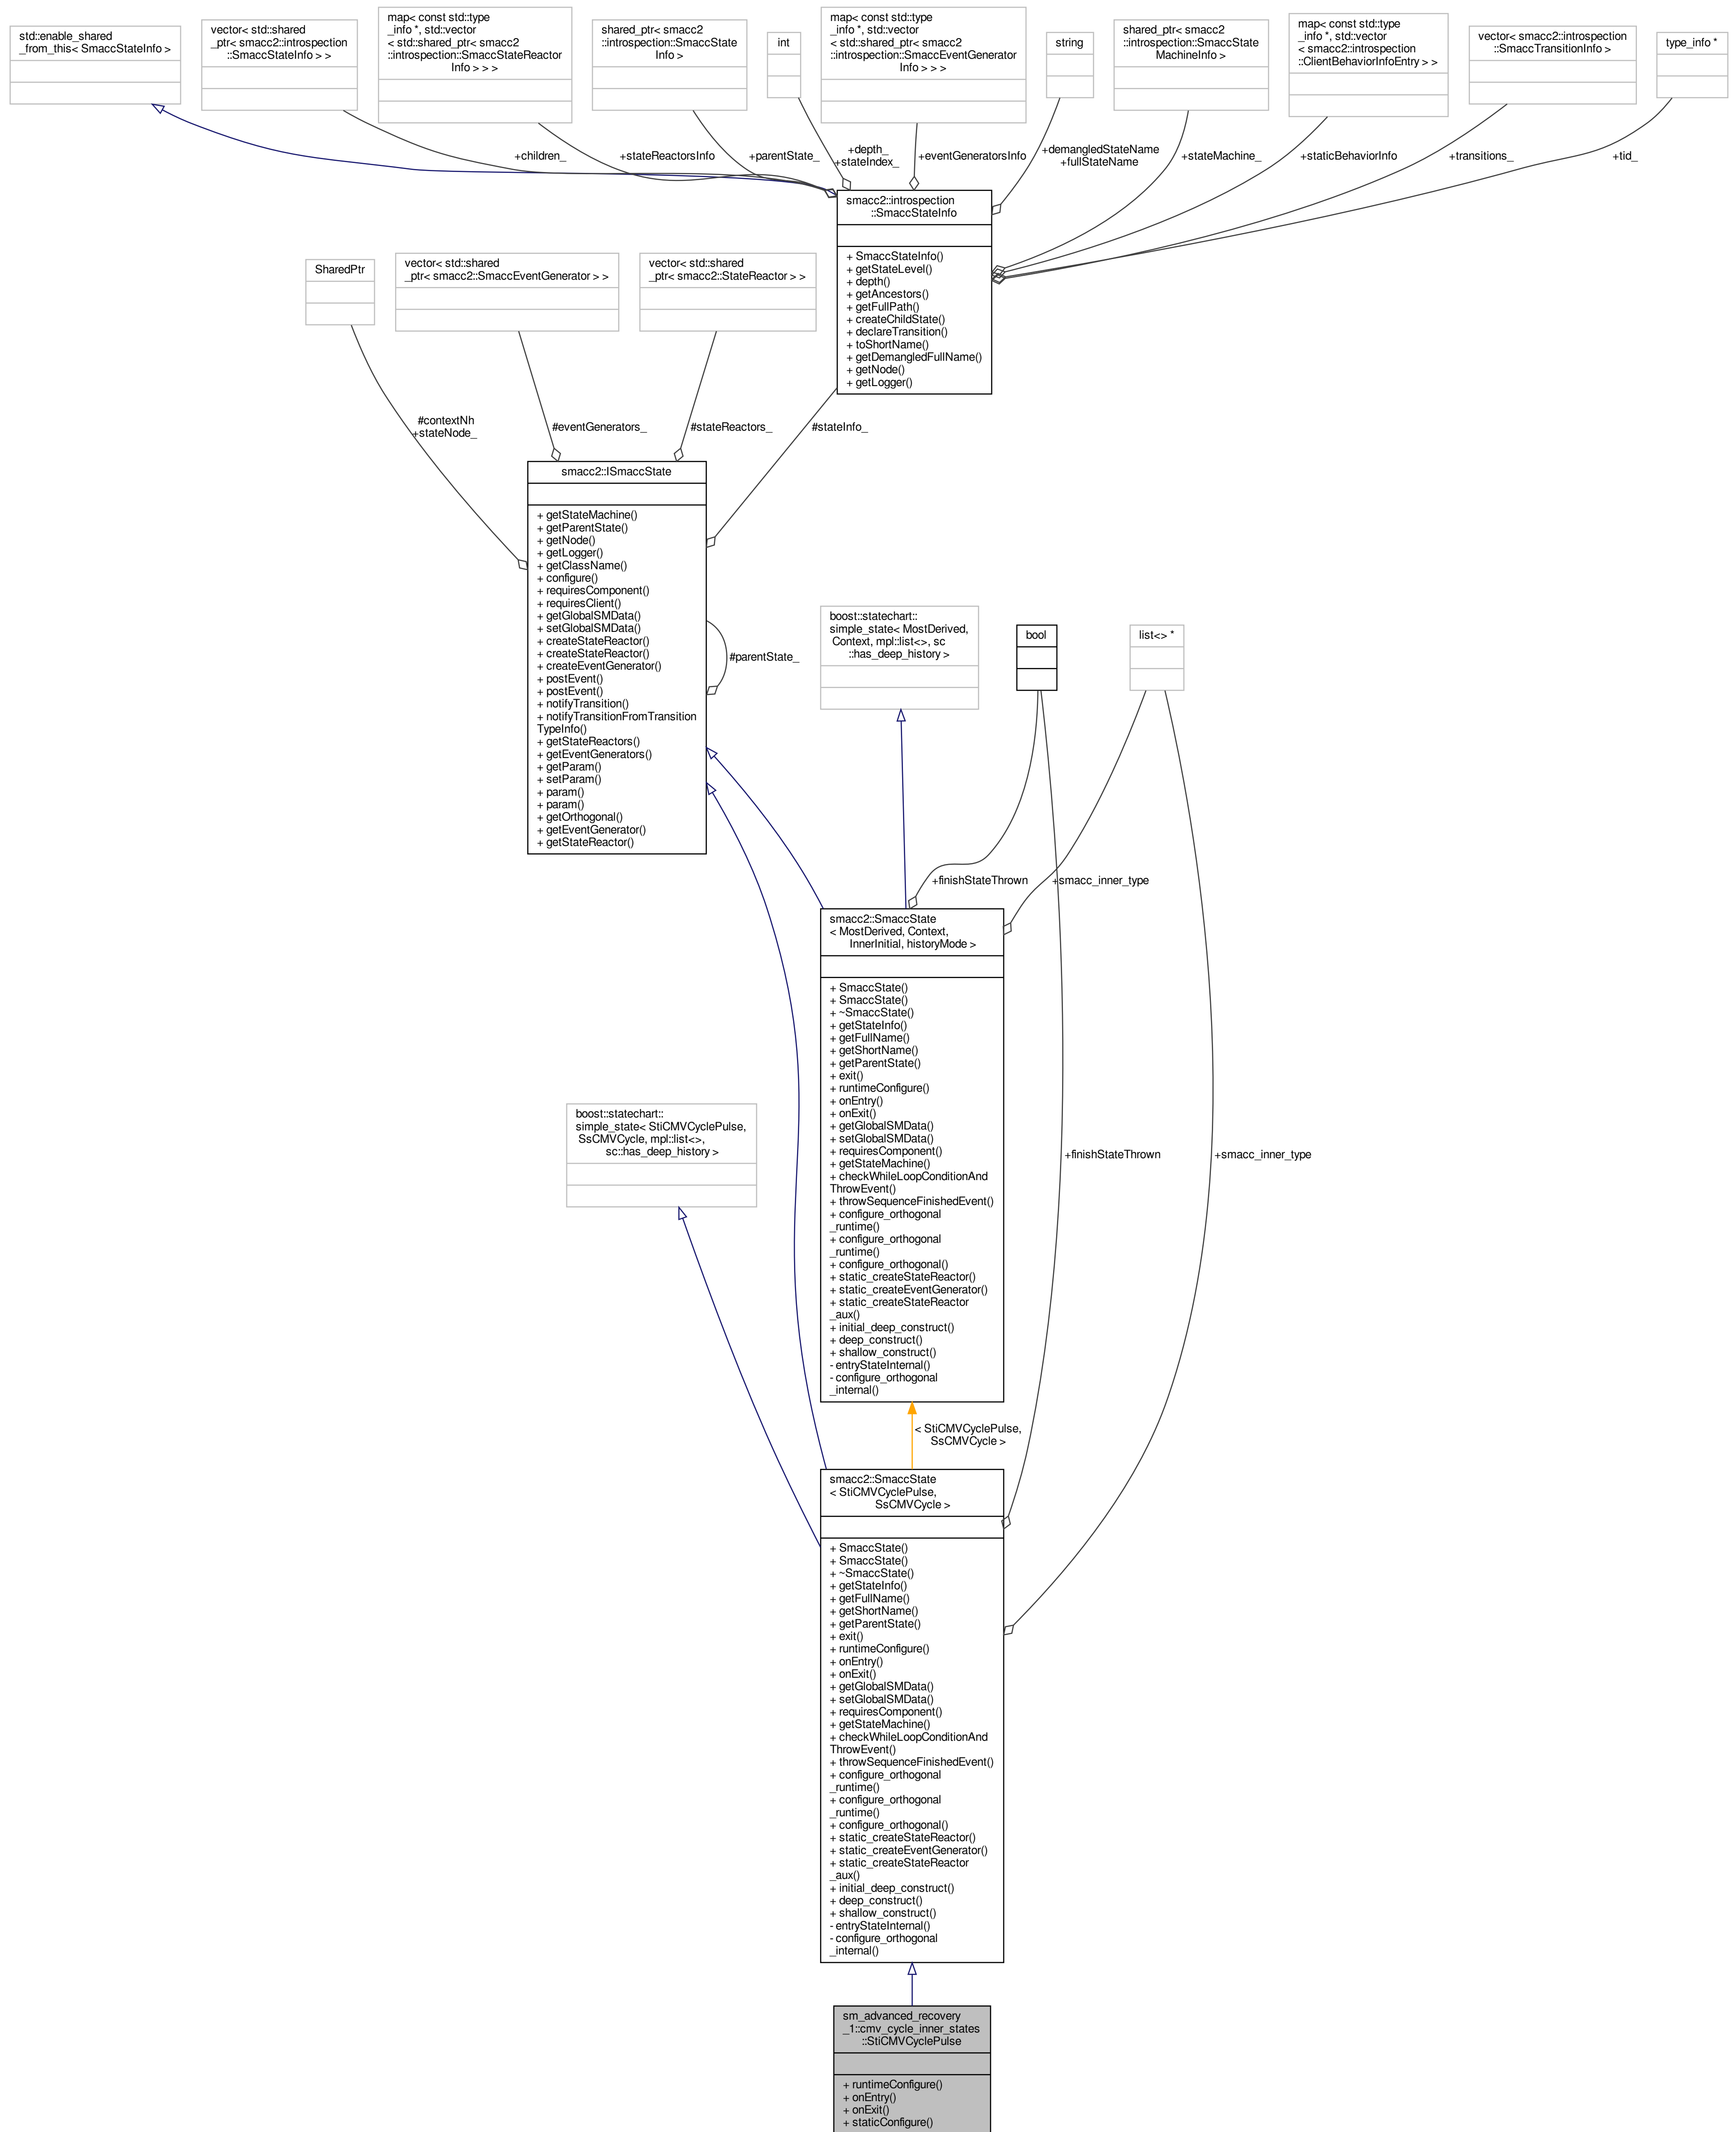 std::enable_shared
_from_this< SmaccStateInfo >
vector< std::shared
_ptr< smacc2::introspection
::SmaccStateInfo > >
map< const std::type
_info *, std::vector
< std::shared_ptr< smacc2
::introspection::SmaccStateReactor
Info > > >
shared_ptr< smacc2
::introspection::SmaccState
Info >
int
map< const std::type
_info *, std::vector
< std::shared_ptr< smacc2
::introspection::SmaccEventGenerator
Info > > >
string
shared_ptr< smacc2
::introspection::SmaccState
MachineInfo >
map< const std::type
_info *, std::vector
< smacc2::introspection
::ClientBehaviorInfoEntry > >
vector< smacc2::introspection
::SmaccTransitionInfo >
type_info *
+children_
+stateReactorsInfo
+parentState_
+depth_
+stateIndex_
+eventGeneratorsInfo
+demangledStateName
+fullStateName
+stateMachine_
+staticBehaviorInfo
+transitions_
+tid_
smacc2::introspection
::SmaccStateInfo
+ SmaccStateInfo()
+ getStateLevel()
+ depth()
+ getAncestors()
+ getFullPath()
+ createChildState()
+ declareTransition()
+ toShortName()
+ getDemangledFullName()
+ getNode()
+ getLogger()
SharedPtr
vector< std::shared
_ptr< smacc2::SmaccEventGenerator > >
vector< std::shared
_ptr< smacc2::StateReactor > >
#contextNh
+stateNode_
#eventGenerators_
#stateReactors_
#stateInfo_
smacc2::ISmaccState
+ getStateMachine()
+ getParentState()
+ getNode()
+ getLogger()
+ getClassName()
+ configure()
+ requiresComponent()
+ requiresClient()
+ getGlobalSMData()
+ setGlobalSMData()
+ createStateReactor()
+ createStateReactor()
+ createEventGenerator()
+ postEvent()
+ postEvent()
+ notifyTransition()
+ notifyTransitionFromTransition
TypeInfo()
+ getStateReactors()
+ getEventGenerators()
+ getParam()
+ setParam()
+ param()
+ param()
+ getOrthogonal()
+ getEventGenerator()
+ getStateReactor()
#parentState_
boost::statechart::
simple_state< MostDerived,
Context, mpl::list<>, sc
::has_deep_history >
bool
list<> *
+finishStateThrown
+smacc_inner_type
smacc2::SmaccState
< MostDerived, Context,
InnerInitial, historyMode >
+ SmaccState()
+ SmaccState()
+ ~SmaccState()
+ getStateInfo()
+ getFullName()
+ getShortName()
+ getParentState()
+ exit()
+ runtimeConfigure()
+ onEntry()
+ onExit()
+ getGlobalSMData()
+ setGlobalSMData()
+ requiresComponent()
+ getStateMachine()
+ checkWhileLoopConditionAnd
ThrowEvent()
+ throwSequenceFinishedEvent()
+ configure_orthogonal
_runtime()
+ configure_orthogonal
_runtime()
+ configure_orthogonal()
+ static_createStateReactor()
+ static_createEventGenerator()
+ static_createStateReactor
_aux()
+ initial_deep_construct()
+ deep_construct()
+ shallow_construct()
- entryStateInternal()
- configure_orthogonal
_internal()
boost::statechart::
simple_state< StiCMVCyclePulse,
SsCMVCycle, mpl::list<>,
sc::has_deep_history >
+finishStateThrown
+smacc_inner_type
< StiCMVCyclePulse,
SsCMVCycle >
smacc2::SmaccState
< StiCMVCyclePulse,
SsCMVCycle >
+ SmaccState()
+ SmaccState()
+ ~SmaccState()
+ getStateInfo()
+ getFullName()
+ getShortName()
+ getParentState()
+ exit()
+ runtimeConfigure()
+ onEntry()
+ onExit()
+ getGlobalSMData()
+ setGlobalSMData()
+ requiresComponent()
+ getStateMachine()
+ checkWhileLoopConditionAnd
ThrowEvent()
+ throwSequenceFinishedEvent()
+ configure_orthogonal
_runtime()
+ configure_orthogonal
_runtime()
+ configure_orthogonal()
+ static_createStateReactor()
+ static_createEventGenerator()
+ static_createStateReactor
_aux()
+ initial_deep_construct()
+ deep_construct()
+ shallow_construct()
- entryStateInternal()
- configure_orthogonal
_internal()
sm_advanced_recovery
_1::cmv_cycle_inner_states
::StiCMVCyclePulse
+ runtimeConfigure()
+ onEntry()
+ onExit()
+ staticConfigure()